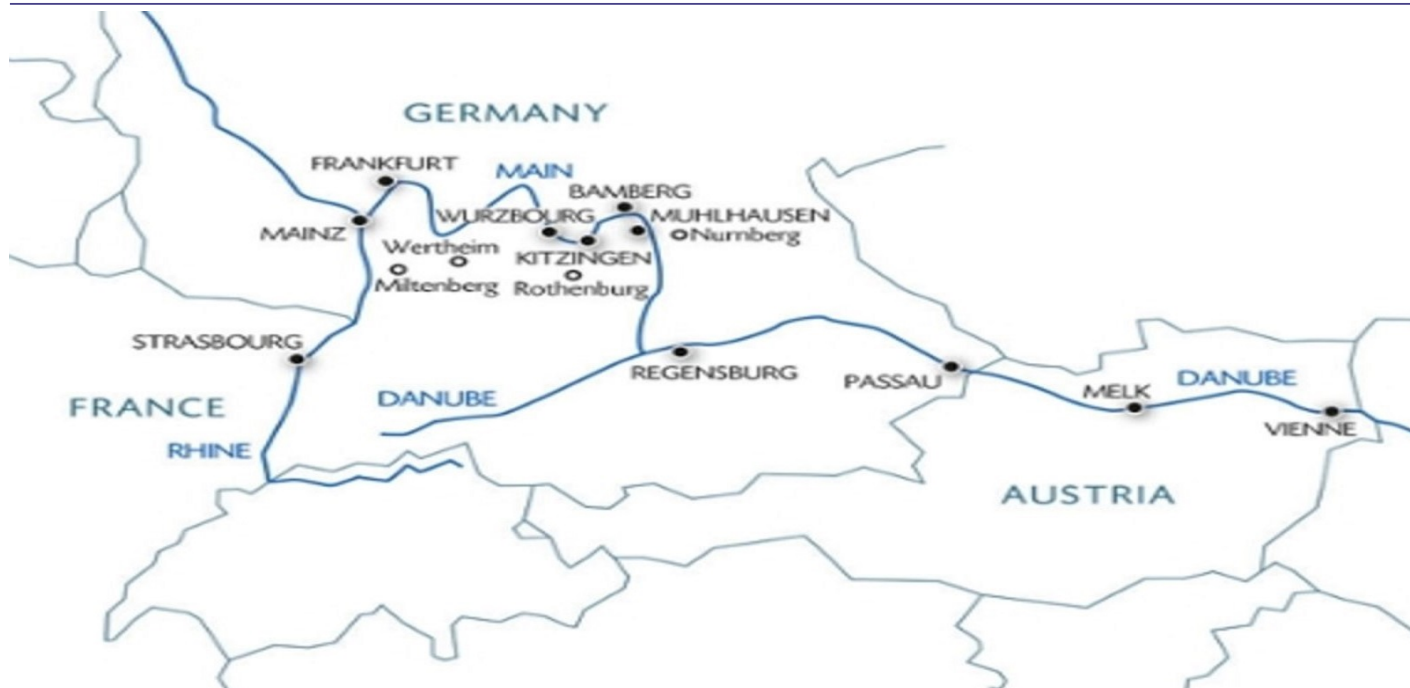 GERMANY
FRANKFURT
MAIN
BAMBERG
WURZBOURG
MUHLHAUSEN
MAINZ
Nurnberg
Wertheim
KITZINGEN
Miltenberg
Rothenburg
STRASBOURG
REGENSBURG
PASSAU
MELK
DANUBE
DANUBE
FRANCE
VIENNE
RHINE
AUSTRIA